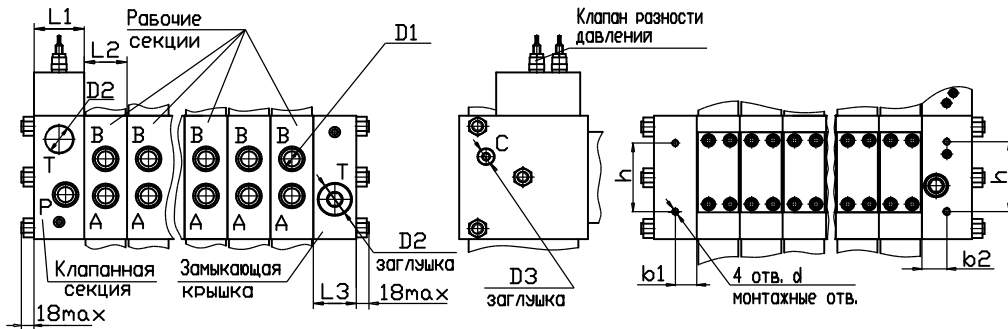 L1
Рабочие
секции
D1
L2
D2
B
B
B
B
B
T
T
P
A
A
A
A
A
Клапанная
секция
Замыкающая
крышка
D2
заглушка
L3
18max
18max
Клапан разности
давлений
C
D3
заглушка
h
h
b1
b2
4 отв. d
монтажные отв.